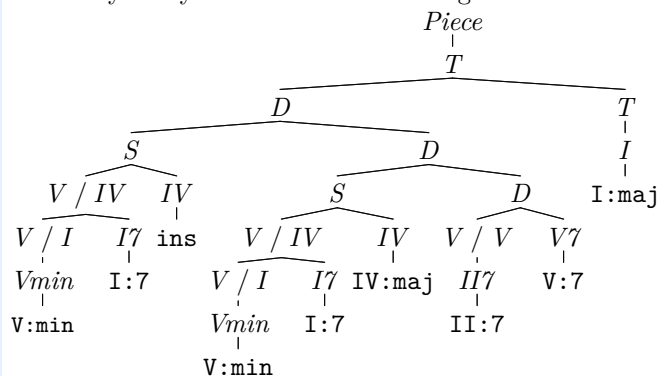 Piece
T
D T
S D I
V / IV IV S D I:maj
V / I I7 ins V / IV IV V / V V7
Vmin I:7 V / I I7 IV:maj II7 V:7
V:min Vmin I:7 II:7
V:min